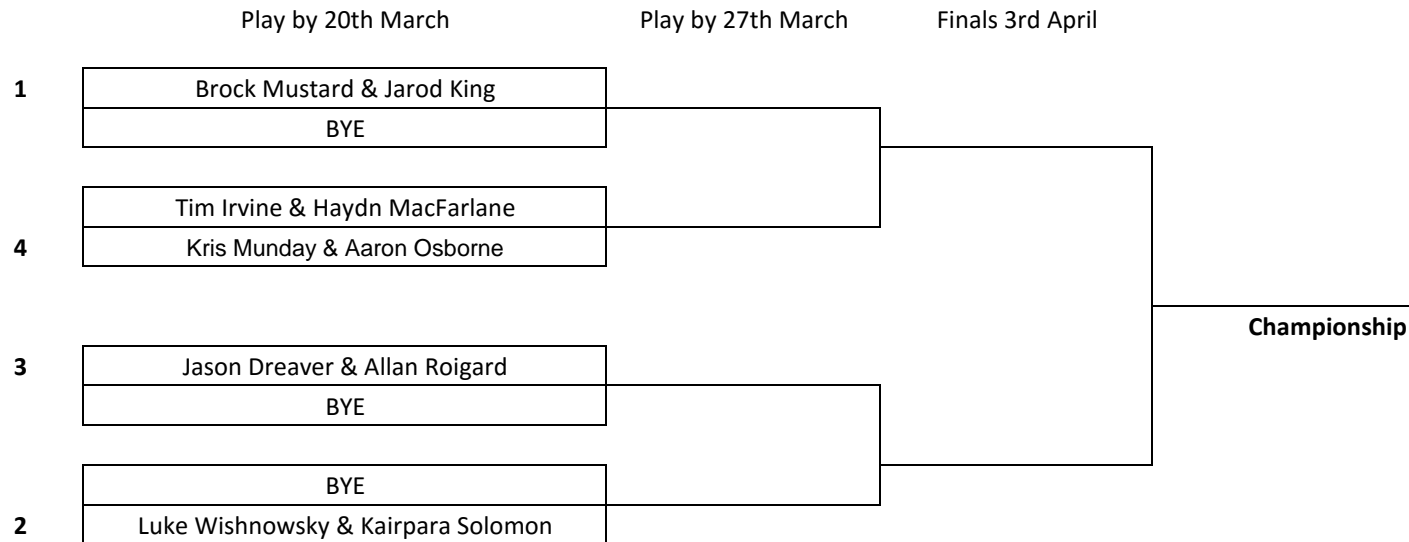 Play by 20th March Play by 27th March Finals 3rd April
1 Brock Mustard & Jarod King
BYE
Tim Irvine & Haydn MacFarlane
4 Kris Munday & Aaron Osborne
Championship
3 Jason Dreaver & Allan Roigard
BYE
BYE
2 Luke Wishnowsky & Kairpara Solomon